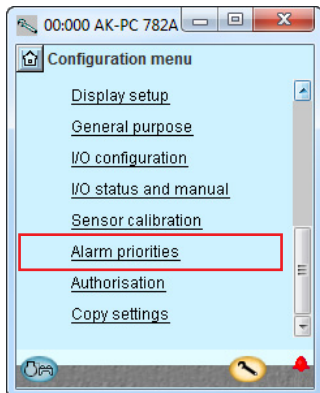 00:000 AK-PC 782A
Configuration menu
Display setup
General purpose
I/O configuration
I/O status and manual
Sensor calibration
Alarm priorities
Authorisation
Copy settings